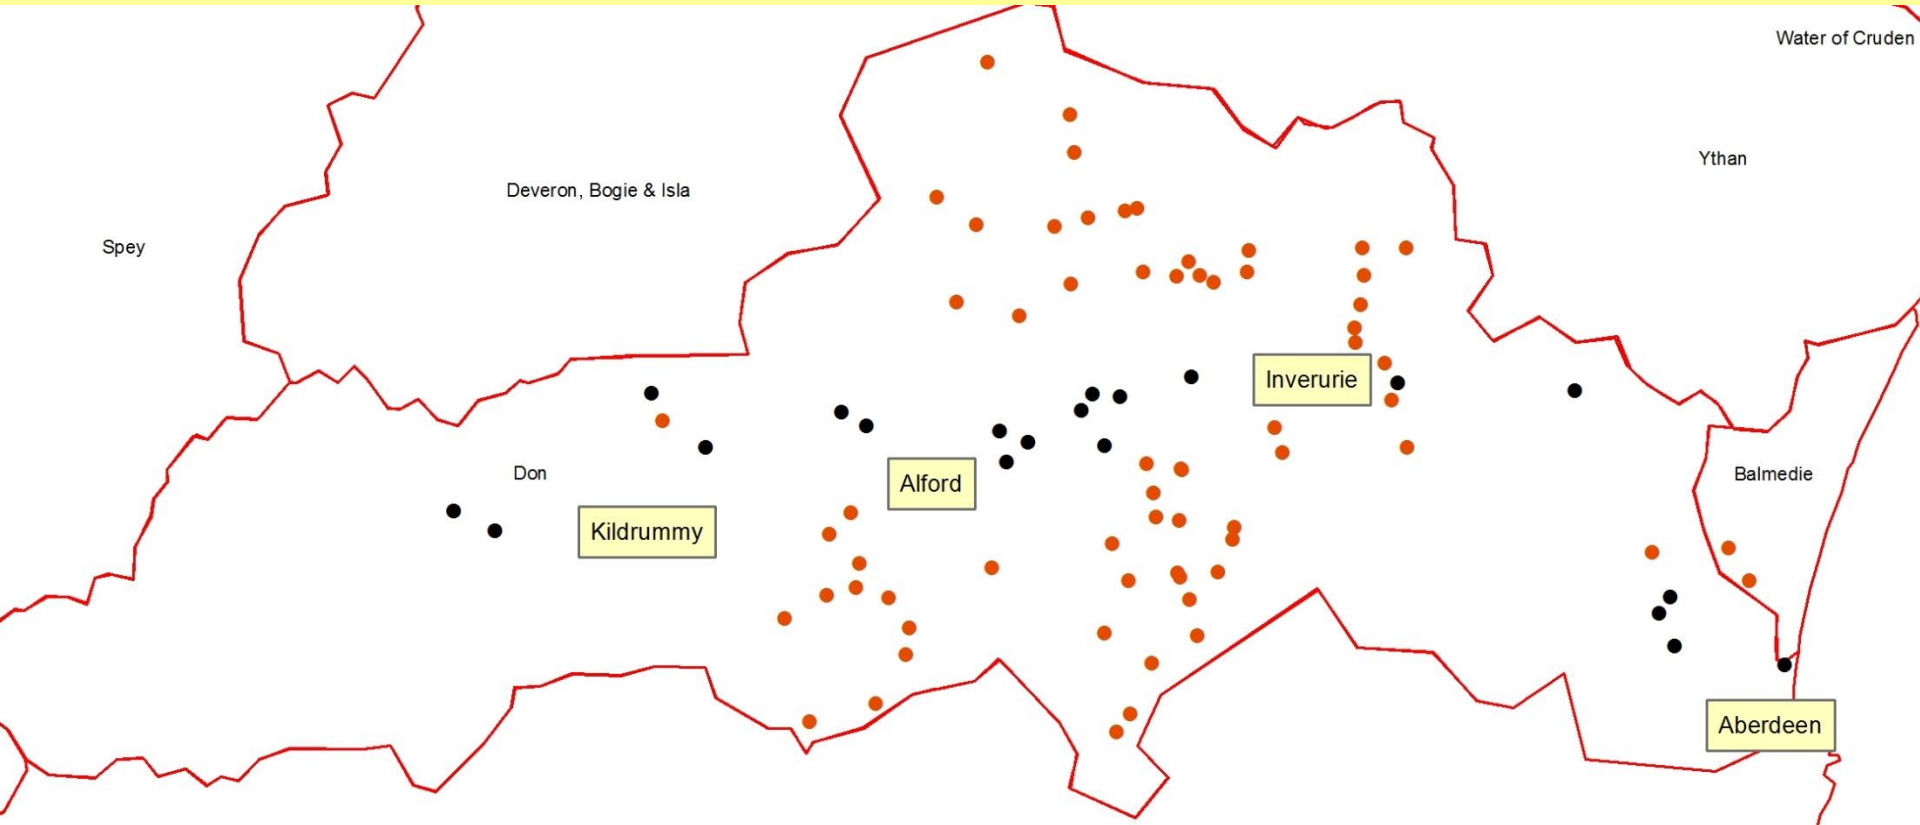 Water of Cruden
Ythan
Deveron, Bogie & Isla
Spey
Inverurie
Don
Alford
Balmedie
Kildrummy
Aberdeen